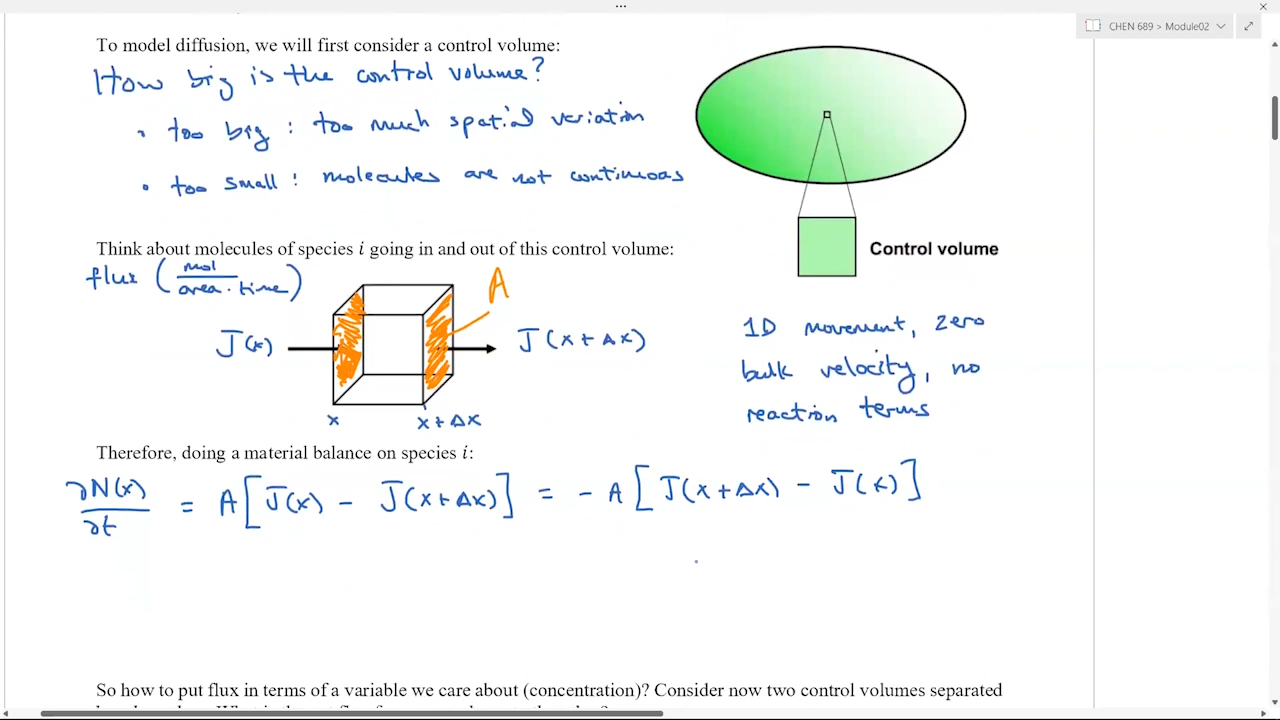 CHEN 689 > Module02
To model diffusion, we will first consider a control volume:
How big is the control volume?
• too big : too much spatial variation
• too small : molecules are not continuous
Control volume
Think about molecules of species i going in and out of this control volume:
flux (mol / area · time)
A
J(x)
J(x + Δx)
x
x + Δx
1D movement, zero
bulk velocity, no
reaction terms
Therefore, doing a material balance on species i:
∂N(x)/∂t = A[J(x) - J(x+Δx)] = - A[J(x+Δx) - J(x)]
So how to put flux in terms of a variable we care about (concentration)? Consider now two control volumes separated